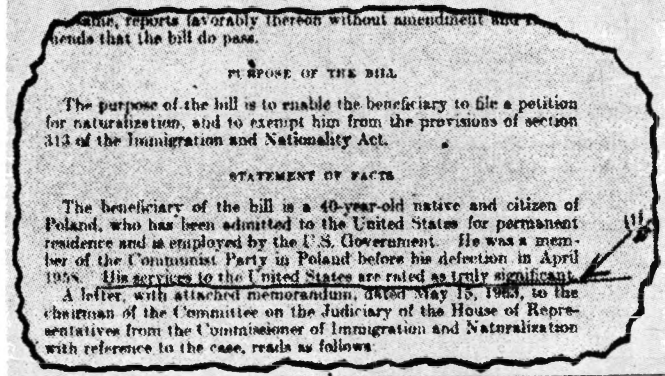 same, reports favorably thereon without amendment and
mends that the bill do pass.
PURPOSE OF THE BILL
The purpose of the bill is to enable the beneficiary to file a petition
for naturalization, and to exempt him from the provisions of section
313 of the Immigration and Nationality Act.
STATEMENT OF FACTS
The beneficiary of the bill is a 40-year-old native and citizen of
Poland, who has been admitted to the United States for permanent
residence and is employed by the U.S. Government. He was a mem-
ber of the Communist Party in Poland before his defection in April
1958. His services to the United States are rated as truly significant.
A letter, with attached memorandum, dated May 15, 1963, to the
chairman of the Committee on the Judiciary of the House of Repre-
sentatives from the Commissioner of Immigration and Naturalization
with reference to the case, reads as follows: